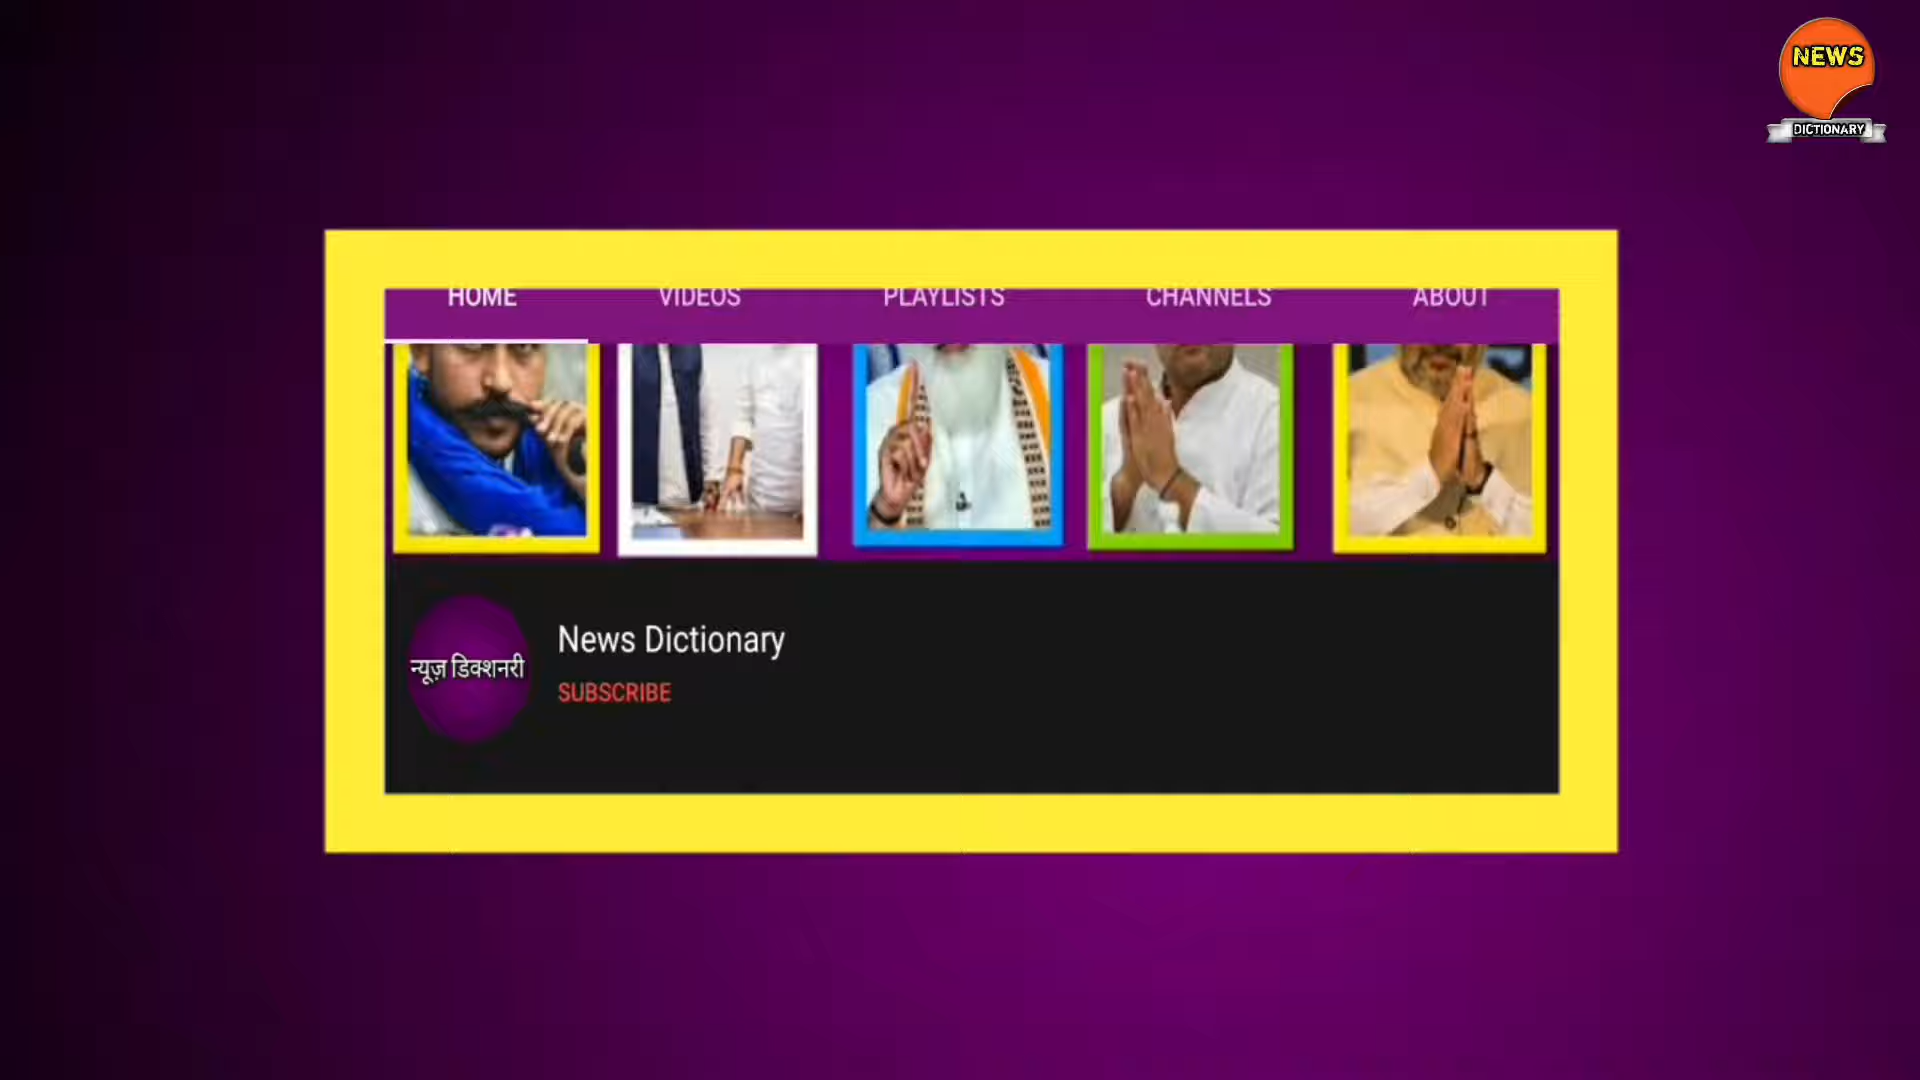 NEWS
DICTIONARY
HOME VIDEOS PLAYLISTS CHANNELS ABOUT
न्यूज़ डिक्शनरी
News Dictionary
SUBSCRIBE